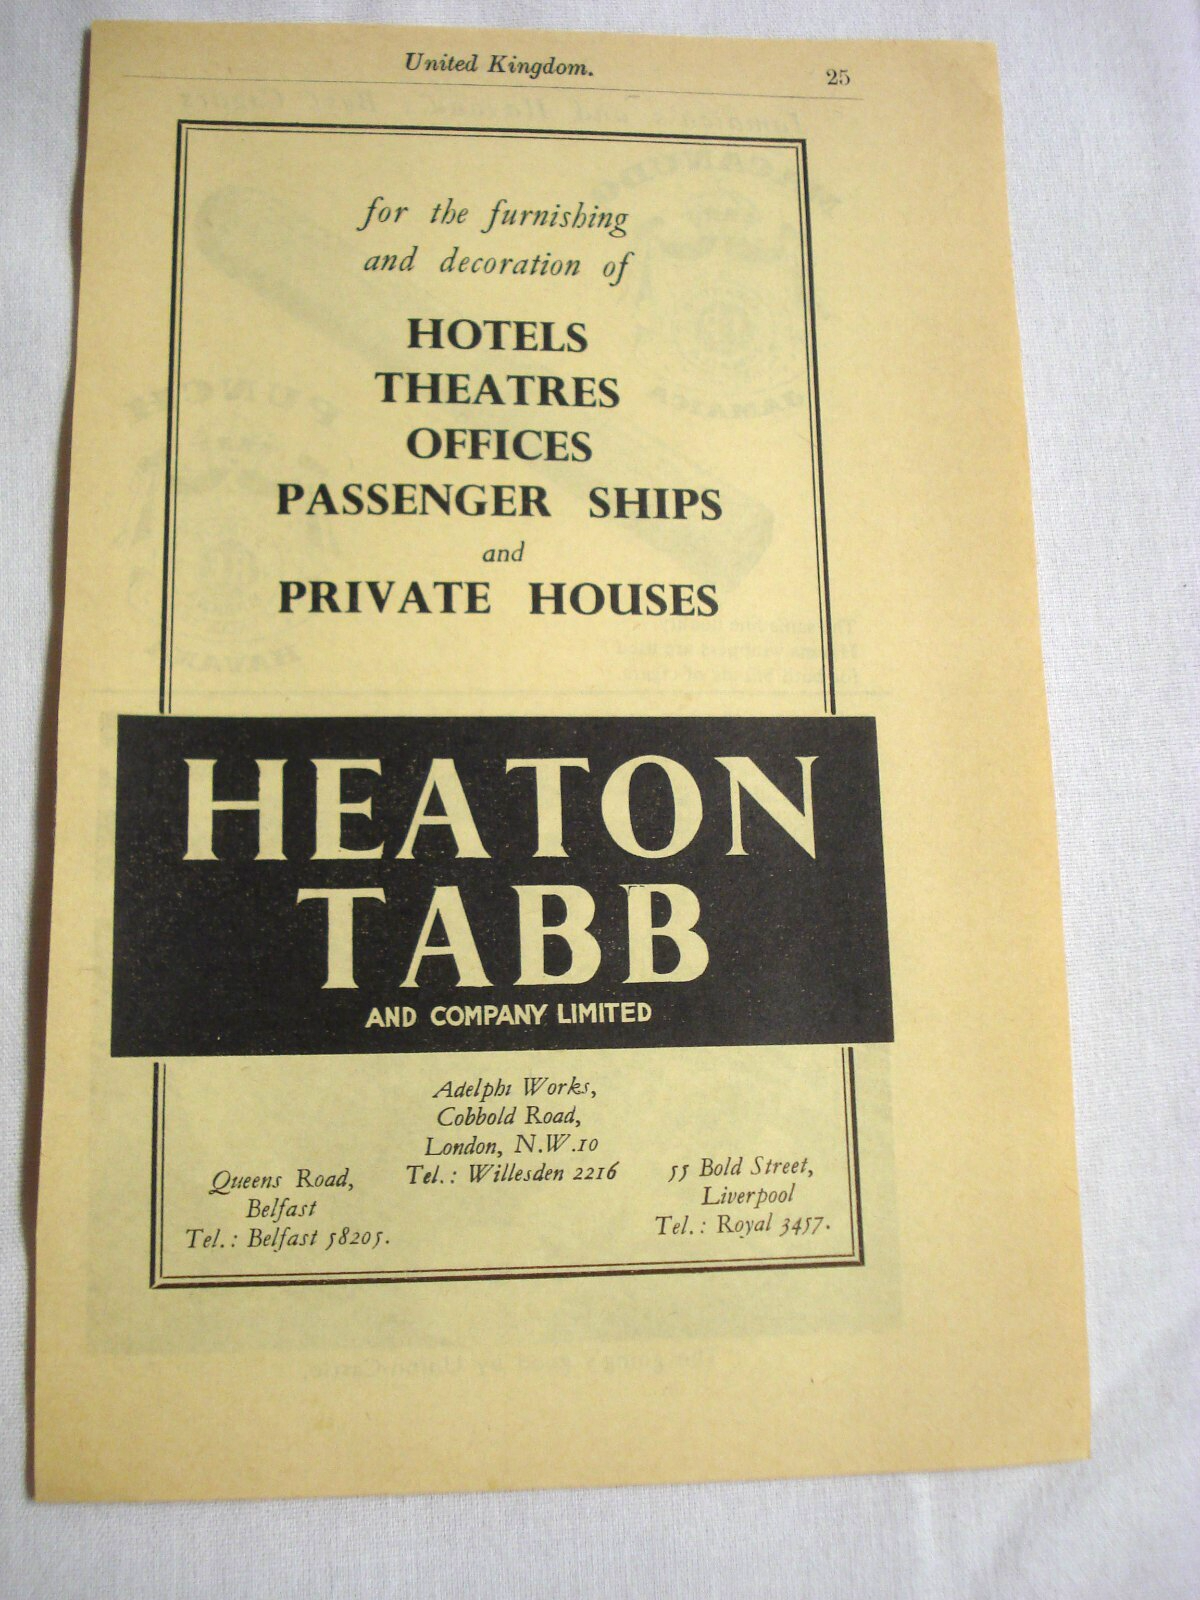 United Kingdom.
25
for the furnishing
and decoration of
HOTELS
THEATRES
OFFICES
PASSENGER SHIPS
and
PRIVATE HOUSES
HEATON
TABB
AND COMPANY LIMITED
Adelphi Works,
Cobbold Road,
London, N.W.10
Tel.: Willesden 2216
Queens Road,
Belfast
Tel.: Belfast 58205.
55 Bold Street,
Liverpool
Tel.: Royal 3457.